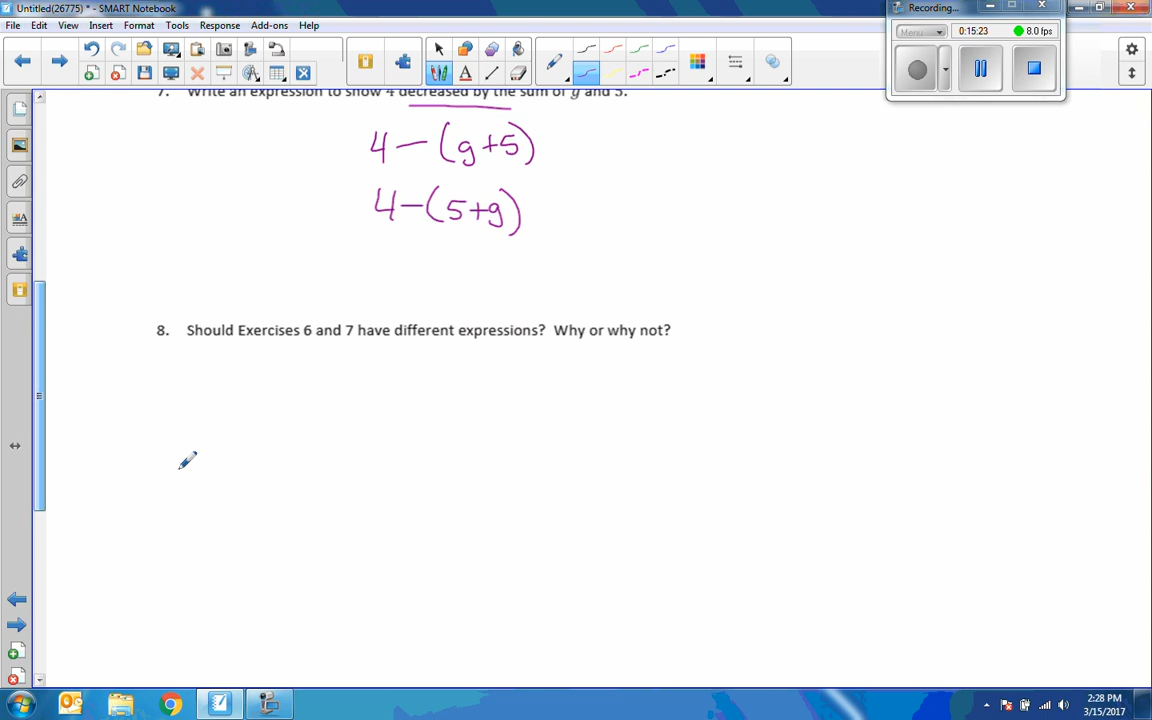 Untitled(26775) * - SMART Notebook
Recording...
File Edit View Insert Format Tools Response Add-ons Help
Menu 0:15:23 8.0 fps
7. Write an expression to show 4 decreased by the sum of g and 5.
4 - (g+5)
4 - (5+g)
8. Should Exercises 6 and 7 have different expressions? Why or why not?
2:28 PM
3/15/2017